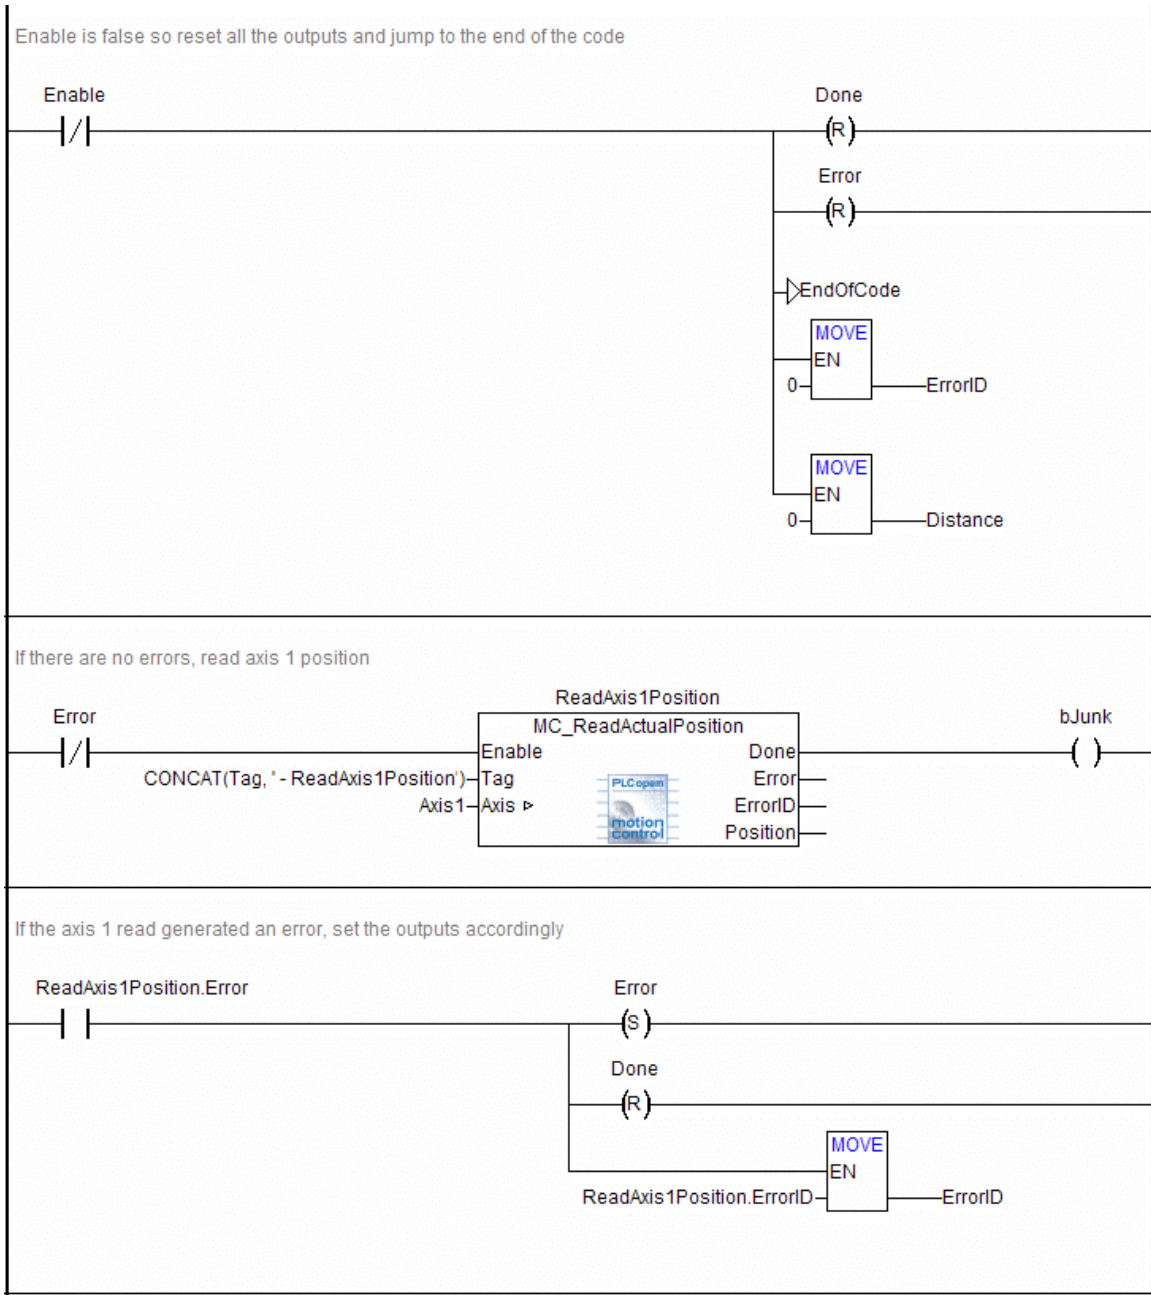 Enable is false so reset all the outputs and jump to the end of the code
Enable
Done
/
R
Error
R
EndOfCode
MOVE
EN
0
ErrorID
MOVE
EN
0
Distance
If there are no errors, read axis 1 position
ReadAxis1Position
Error
MC_ReadActualPosition
bJunk
/
Enable
Done
CONCAT(Tag, ' - ReadAxis1Position')
Tag
PLCopen
Error
Axis1
Axis
ErrorID
motion
control
Position
If the axis 1 read generated an error, set the outputs accordingly
ReadAxis1Position.Error
Error
S
Done
R
MOVE
EN
ReadAxis1Position.ErrorID
ErrorID